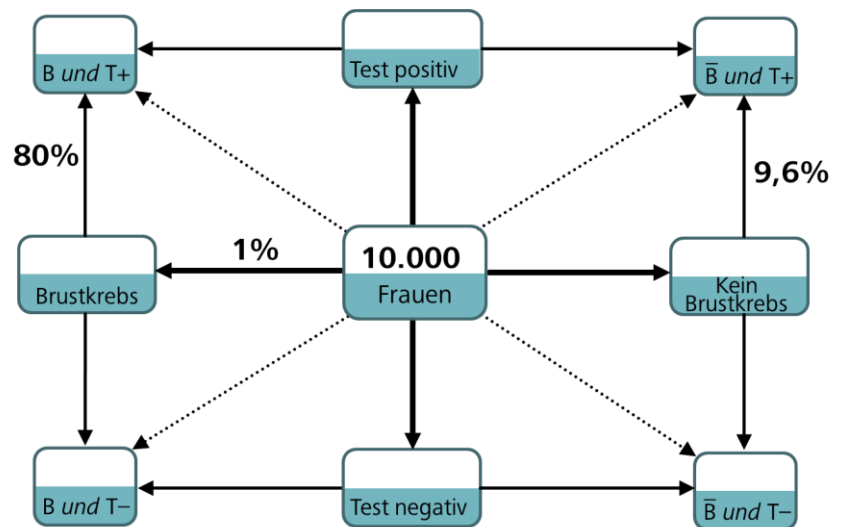 B und T+
Test positiv
B̅ und T+
80%
9,6%
1%
10.000
Frauen
Brustkrebs
Kein
Brustkrebs
B und T−
Test negativ
B̅ und T−